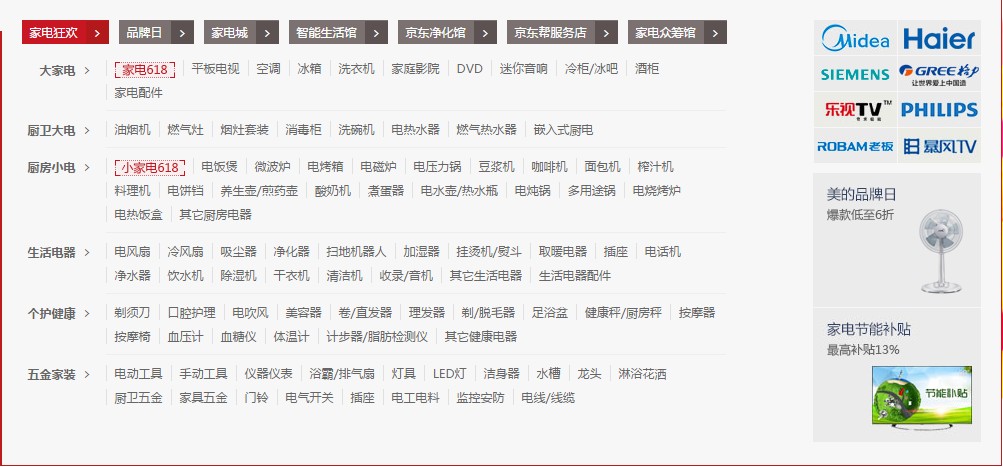 家电狂欢 > 品牌日 > 家电城 > 智能生活馆 > 京东净化馆 > 京东帮服务店 > 家电众筹馆 >
大家电 > 家电618 平板电视 空调 冰箱 洗衣机 家庭影院 DVD 迷你音响 冷柜/冰吧 酒柜
家电配件
厨卫大电 > 油烟机 燃气灶 烟灶套装 消毒柜 洗碗机 电热水器 燃气热水器 嵌入式厨电
厨房小电 > 小家电618 电饭煲 微波炉 电烤箱 电磁炉 电压力锅 豆浆机 咖啡机 面包机 榨汁机
料理机 电饼铛 养生壶/煎药壶 酸奶机 煮蛋器 电水壶/热水瓶 电炖锅 多用途锅 电烧烤炉
电热饭盒 其它厨房电器
生活电器 > 电风扇 冷风扇 吸尘器 净化器 扫地机器人 加湿器 挂烫机/熨斗 取暖电器 插座 电话机
净水器 饮水机 除湿机 干衣机 清洁机 收录/音机 其它生活电器 生活电器配件
个护健康 > 剃须刀 口腔护理 电吹风 美容器 卷/直发器 理发器 剃/脱毛器 足浴盆 健康秤/厨房秤 按摩器
按摩椅 血压计 血糖仪 体温计 计步器/脂肪检测仪 其它健康电器
五金家装 > 电动工具 手动工具 仪器仪表 浴霸/排气扇 灯具 LED灯 洁身器 水槽 龙头 淋浴花洒
厨卫五金 家具五金 门铃 电气开关 插座 电工电料 监控安防 电线/线缆
Midea Haier
SIEMENS GREE格力
让世界爱上中国造
乐视TV™ PHILIPS
ROBAM老板 暴风TV
美的品牌日
爆款低至6折
家电节能补贴
最高补贴13%
节能补贴